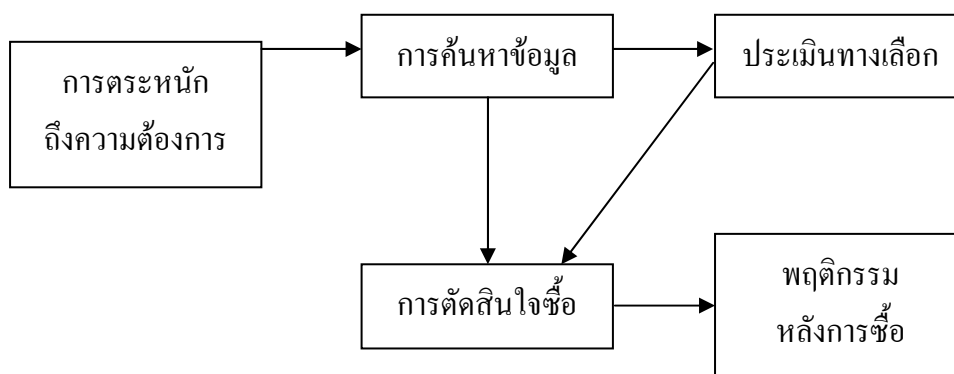 การตระหนัก
ถึงความต้องการ
การค้นหาข้อมูล
ประเมินทางเลือก
การตัดสินใจซื้อ
พฤติกรรม
หลังการซื้อ